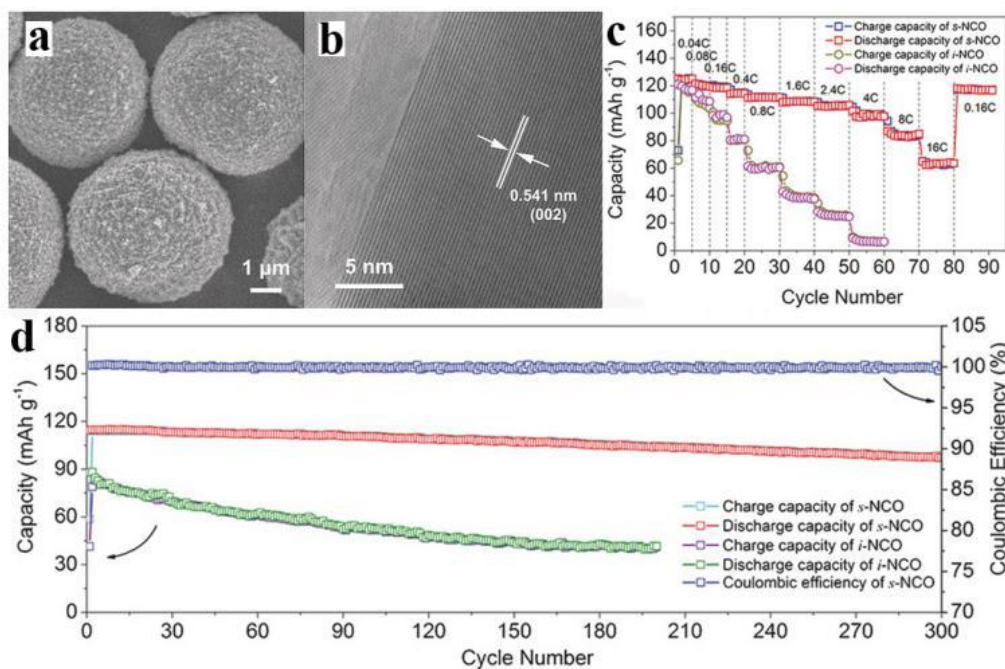 a
1 μm
b
0.541 nm
(002)
5 nm
c
Capacity (mAh g⁻¹)
160
140
120
100
80
60
40
20
0
Charge capacity of s-NCO
Discharge capacity of s-NCO
Charge capacity of i-NCO
Discharge capacity of i-NCO
0.04C
0.08C
0.16C
0.4C
0.8C
1.6C
2.4C
4C
8C
16C
0.16C
0 10 20 30 40 50 60 70 80 90
Cycle Number
d
Capacity (mAh g⁻¹)
180
150
120
90
60
30
0
Charge capacity of s-NCO
Discharge capacity of s-NCO
Charge capacity of i-NCO
Discharge capacity of i-NCO
Coulombic efficiency of s-NCO
105
100
95
90
85
80
75
70
Coulombic Efficiency (%)
0 30 60 90 120 150 180 210 240 270 300
Cycle Number